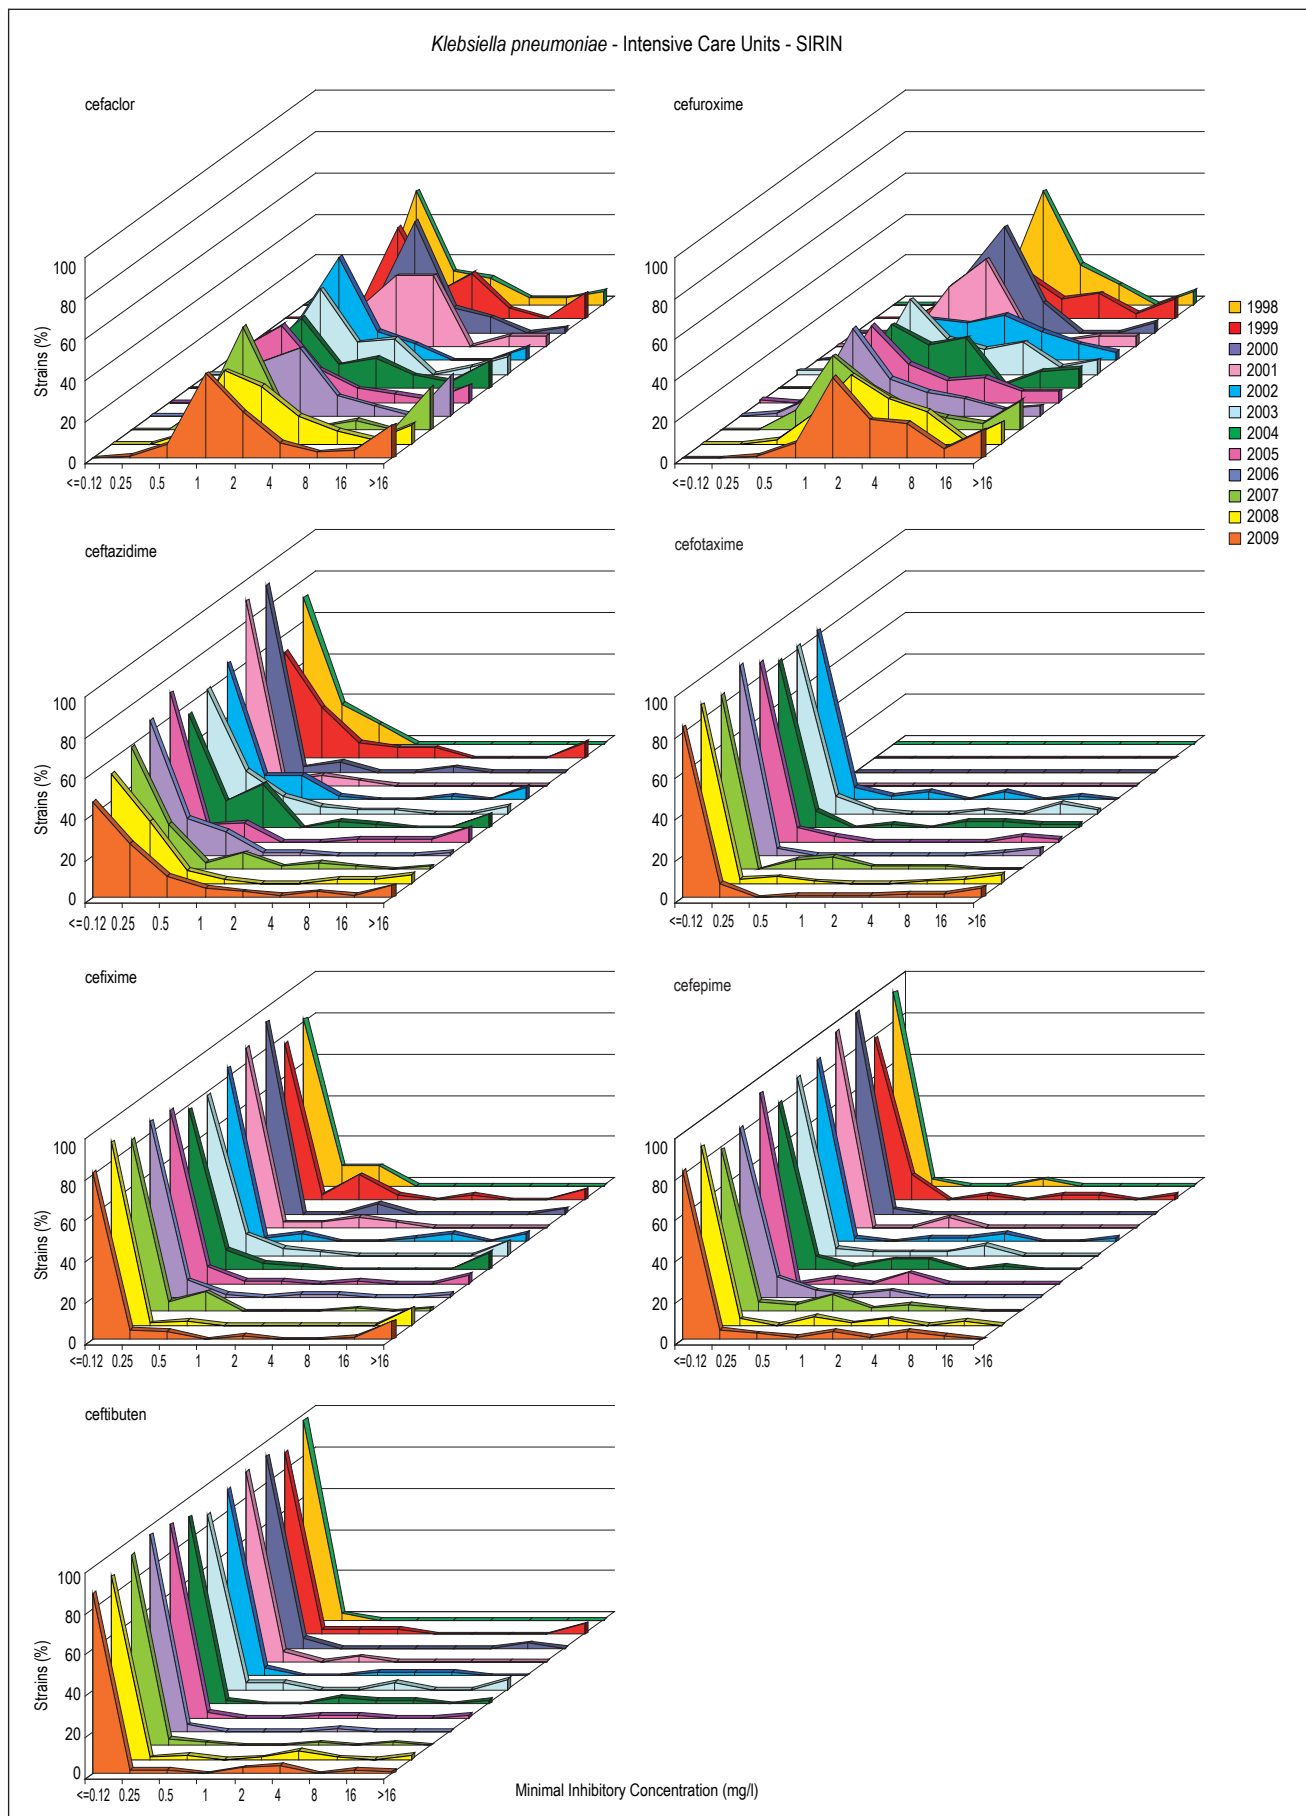 Klebsiella pneumoniae - Intensive Care Units - SIRIN
cefaclor
100
80
60
40
20
0
Strains (%)
<=0.12 0.25 0.5 1 2 4 8 16 >16
cefuroxime
100
80
60
40
20
0
<=0.12 0.25 0.5 1 2 4 8 16 >16
1998
1999
2000
2001
2002
2003
2004
2005
2006
2007
2008
2009
ceftazidime
100
80
60
40
20
0
Strains (%)
<=0.12 0.25 0.5 1 2 4 8 16 >16
cefotaxime
100
80
60
40
20
0
<=0.12 0.25 0.5 1 2 4 8 16 >16
cefixime
100
80
60
40
20
0
Strains (%)
<=0.12 0.25 0.5 1 2 4 8 16 >16
cefepime
100
80
60
40
20
0
<=0.12 0.25 0.5 1 2 4 8 16 >16
ceftibuten
100
80
60
40
20
0
Strains (%)
<=0.12 0.25 0.5 1 2 4 8 16 >16
Minimal Inhibitory Concentration (mg/l)